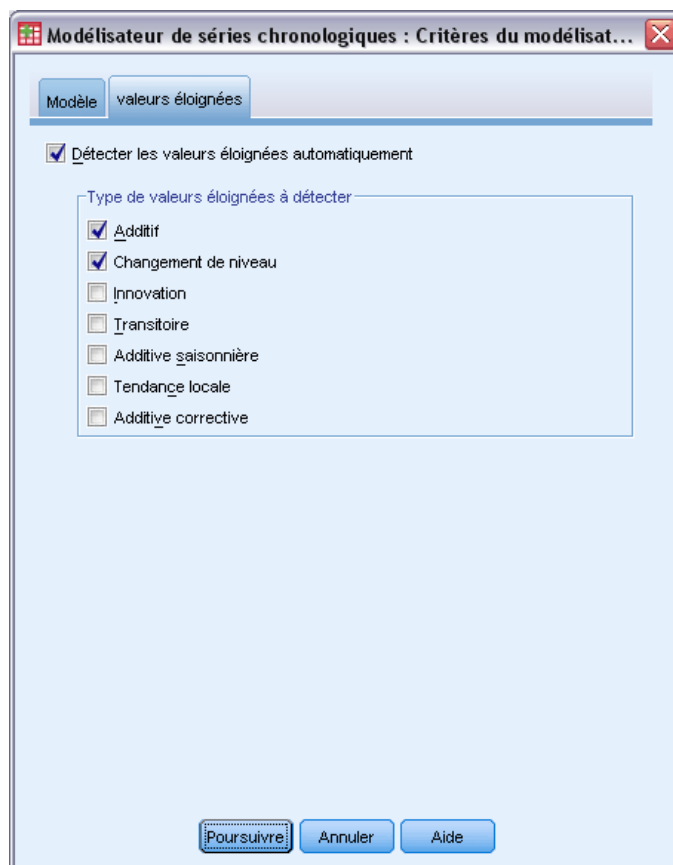 Modélisateur de séries chronologiques : Critères du modélisat...
Modèle
valeurs éloignées
Détecter les valeurs éloignées automatiquement
Type de valeurs éloignées à détecter
Additif
Changement de niveau
Innovation
Transitoire
Additive saisonnière
Tendance locale
Additive corrective
Poursuivre
Annuler
Aide